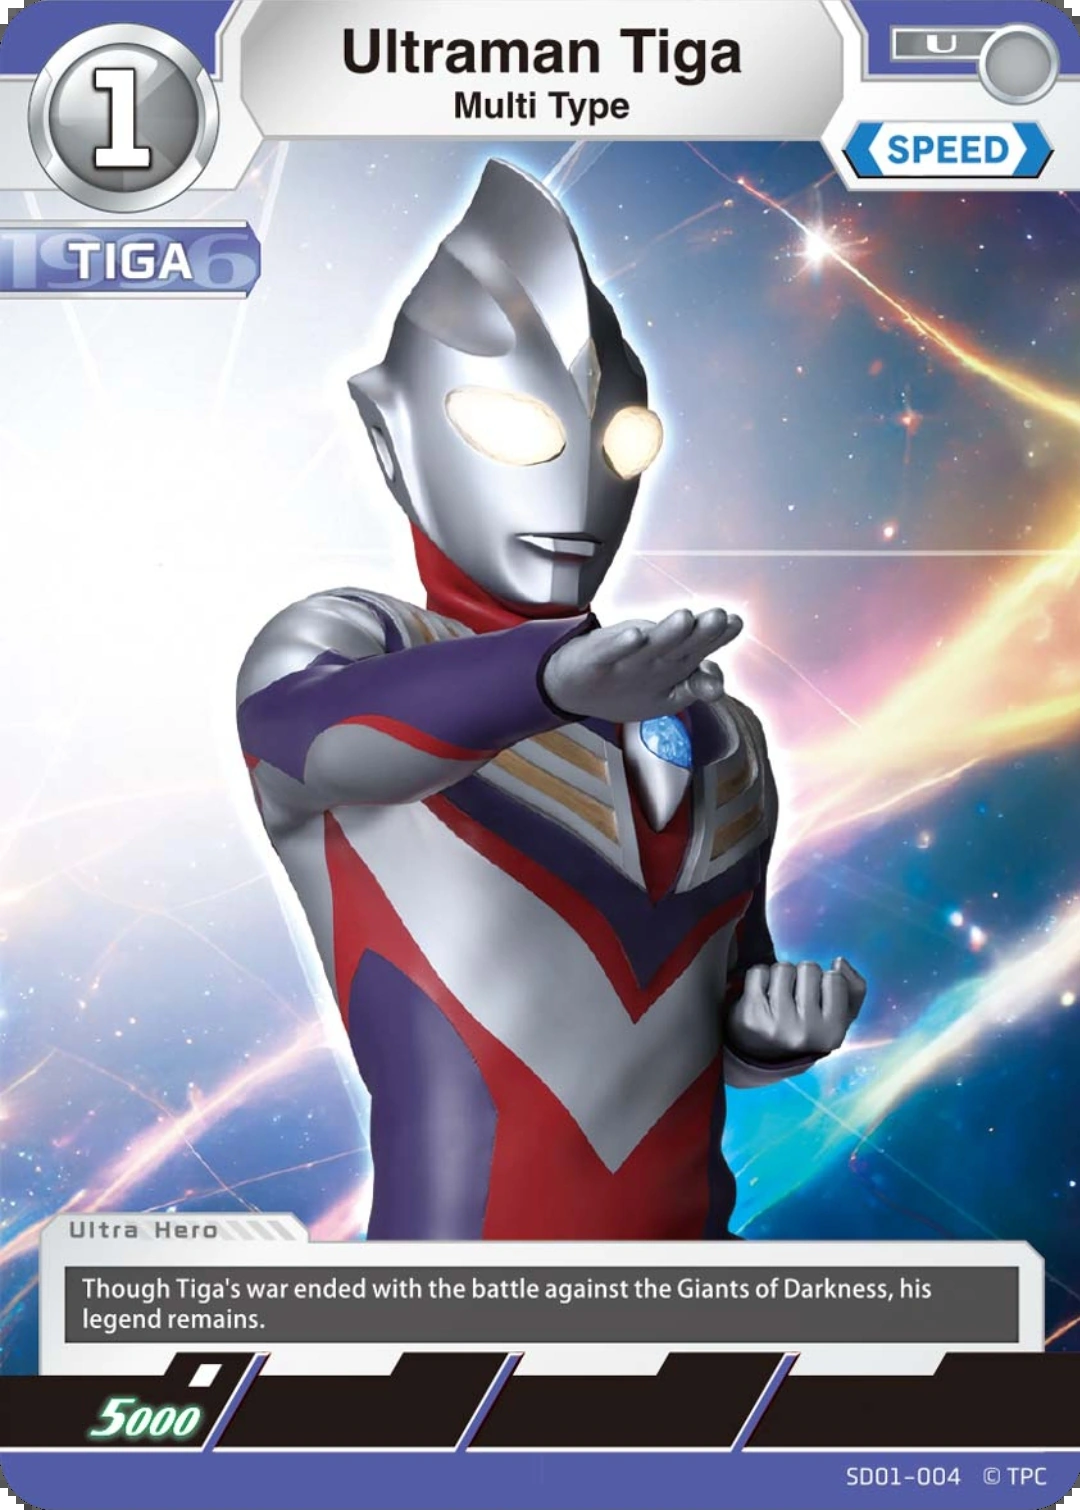 1
Ultraman Tiga
Multi Type
U
SPEED
1996
TIGA
Ultra Hero
Though Tiga's war ended with the battle against the Giants of Darkness, his
legend remains.
5000
SD01-004 © TPC